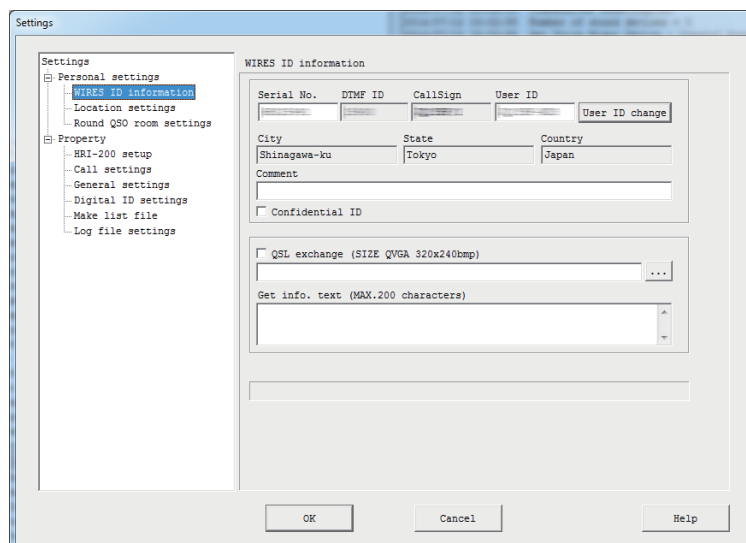 Settings
Settings
Personal settings
WIRES ID information
Location settings
Round QSO room settings
Property
HRI-200 setup
Call settings
General settings
Digital ID settings
Make list file
Log file settings
WIRES ID information
Serial No. DTMF ID CallSign User ID
User ID change
City State Country
Shinagawa-ku Tokyo Japan
Comment
Confidential ID
QSL exchange (SIZE QVGA 320x240bmp)
...
Get info. text (MAX.200 characters)
OK Cancel Help